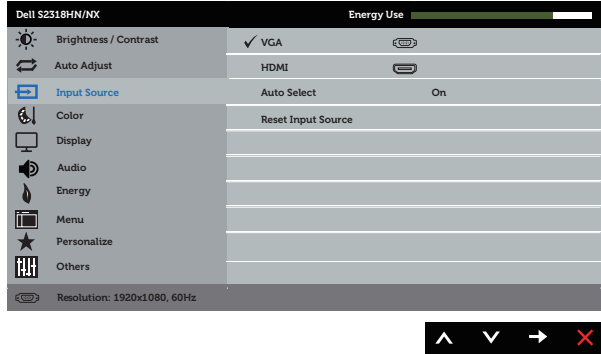 Dell S2318HN/NX Energy Use
Brightness / Contrast
VGA
Auto Adjust
HDMI
Input Source
Auto Select On
Color
Reset Input Source
Display
Audio
Energy
Menu
Personalize
Others
Resolution: 1920x1080, 60Hz